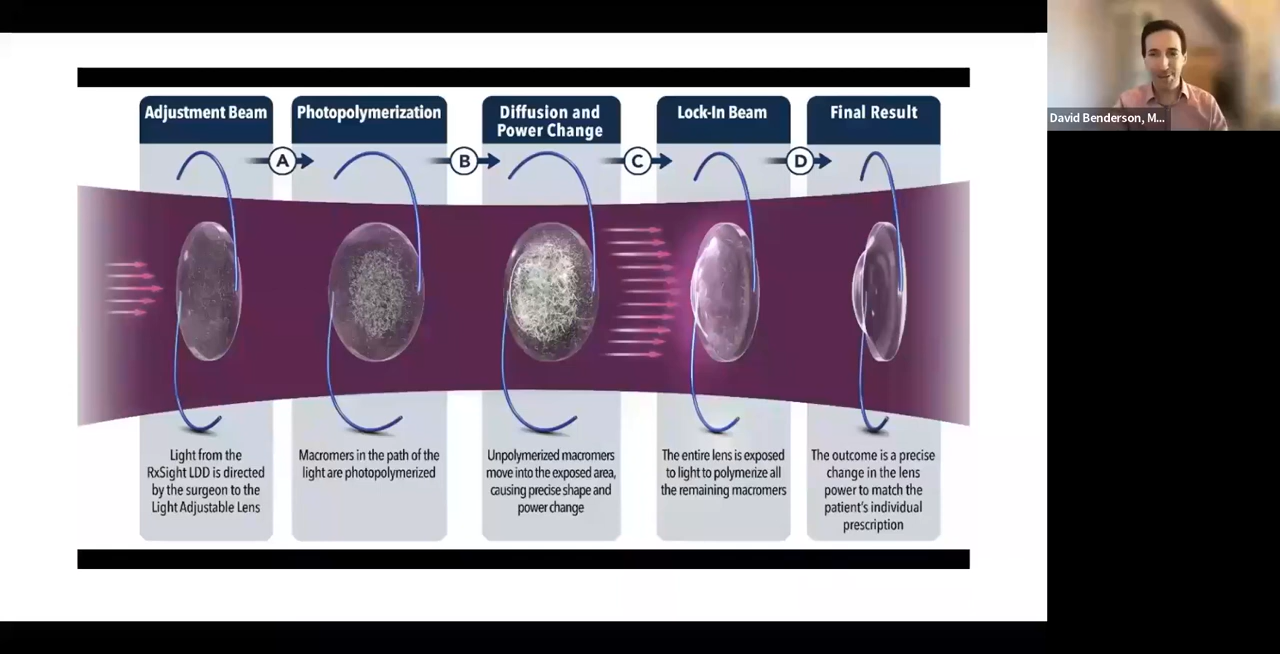 Adjustment Beam
Photopolymerization
Diffusion and
Power Change
Lock-In Beam
Final Result
A
B
C
D
Light from the
RxSight LDD is directed
by the surgeon to the
Light Adjustable Lens
Macromers in the path of the
light are photopolymerized
Unpolymerized macromers
move into the exposed area,
causing precise shape and
power change
The entire lens is exposed
to light to polymerize all
the remaining macromers
The outcome is a precise
change in the lens
power to match the
patient's individual
prescription
David Benderson, M...